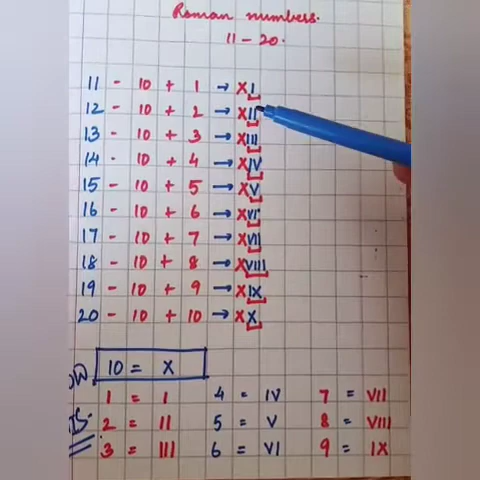 Roman numbers.
11 - 20.
11 - 10 + 1 → XI
12 - 10 + 2 → XII
13 - 10 + 3 → XIII
14 - 10 + 4 → XIV
15 - 10 + 5 → XV
16 - 10 + 6 → XVI
17 - 10 + 7 → XVII
18 - 10 + 8 → XVIII
19 - 10 + 9 → XIX
20 - 10 + 10 → XX
10 = X
1 = I 4 = IV 7 = VII
2 = II 5 = V 8 = VIII
3 = III 6 = VI 9 = IX